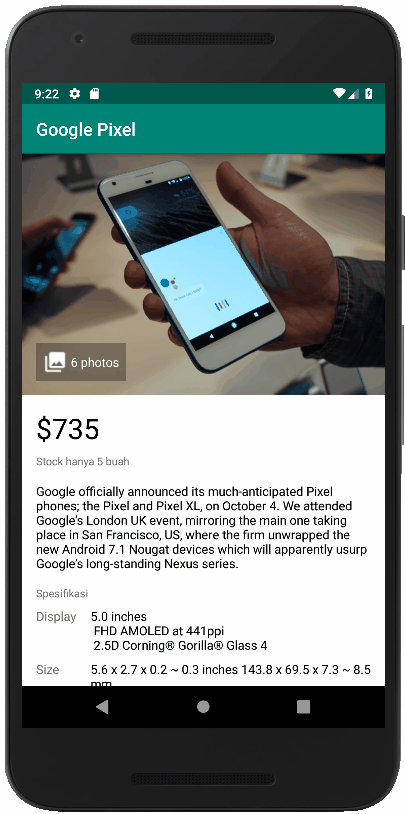 9:22
Google Pixel
6 photos
$735
Stock hanya 5 buah
Google officially announced its much-anticipated Pixel
phones; the Pixel and Pixel XL, on October 4. We attended
Google's London UK event, mirroring the main one taking
place in San Francisco, US, where the firm unwrapped the
new Android 7.1 Nougat devices which will apparently usurp
Google's long-standing Nexus series.
Spesifikasi
Display 5.0 inches
FHD AMOLED at 441ppi
2.5D Corning® Gorilla® Glass 4
Size 5.6 x 2.7 x 0.2 ~ 0.3 inches 143.8 x 69.5 x 7.3 ~ 8.5
mm